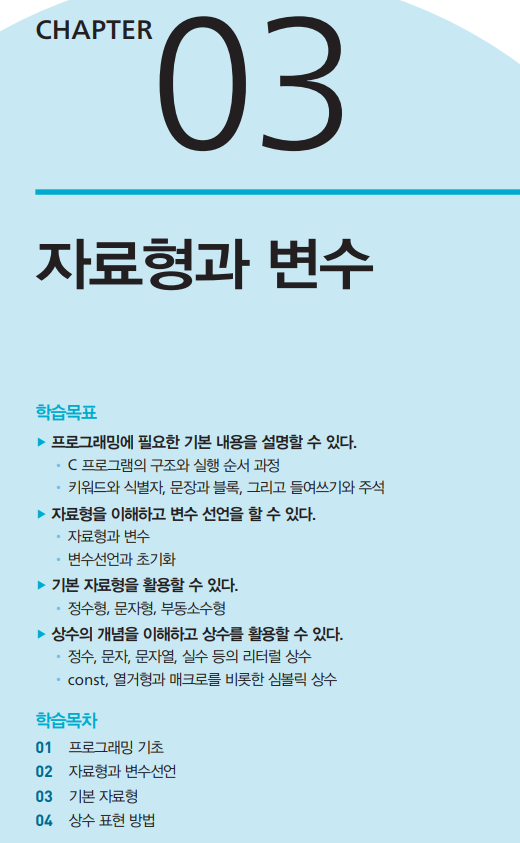 CHAPTER 03
자료형과 변수
학습목표
▶ 프로그래밍에 필요한 기본 내용을 설명할 수 있다.
• C 프로그램의 구조와 실행 순서 과정
• 키워드와 식별자, 문장과 블록, 그리고 들여쓰기와 주석
▶ 자료형을 이해하고 변수 선언을 할 수 있다.
• 자료형과 변수
• 변수선언과 초기화
▶ 기본 자료형을 활용할 수 있다.
• 정수형, 문자형, 부동소수형
▶ 상수의 개념을 이해하고 상수를 활용할 수 있다.
• 정수, 문자, 문자열, 실수 등의 리터럴 상수
• const, 열거형과 매크로를 비롯한 심볼릭 상수
학습목차
01 프로그래밍 기초
02 자료형과 변수선언
03 기본 자료형
04 상수 표현 방법